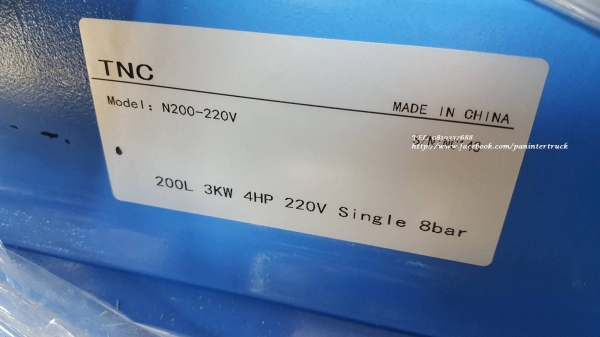 TNC
MADE IN CHINA
Model: N200-220V
http://www.facebook.com/panintertruck
200L 3KW 4HP 220V Single 8bar